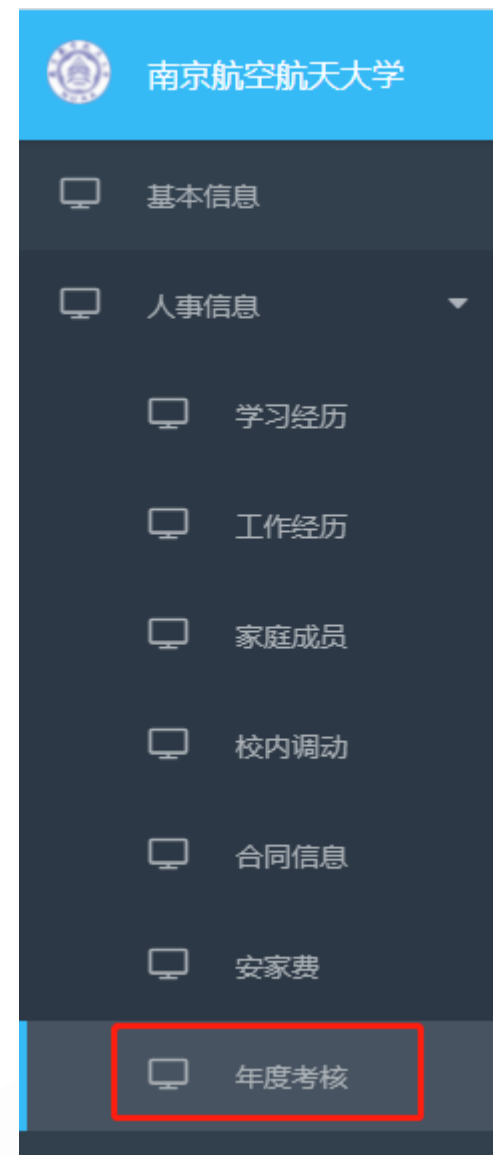 南京航空航天大学
基本信息
人事信息
学习经历
工作经历
家庭成员
校内调动
合同信息
安家费
年度考核